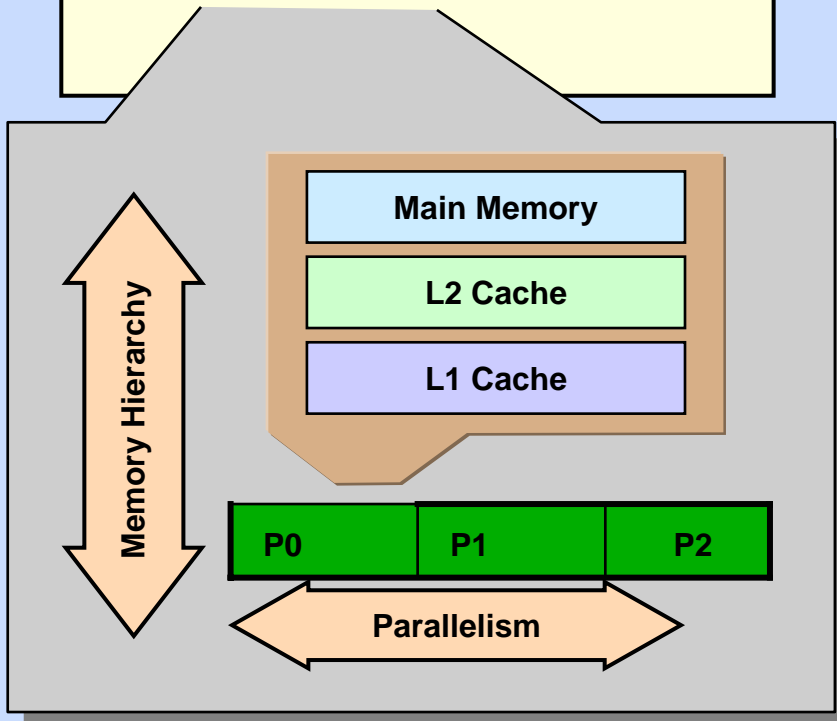 Main Memory
L2 Cache
L1 Cache
Memory Hierarchy
P0
P1
P2
Parallelism